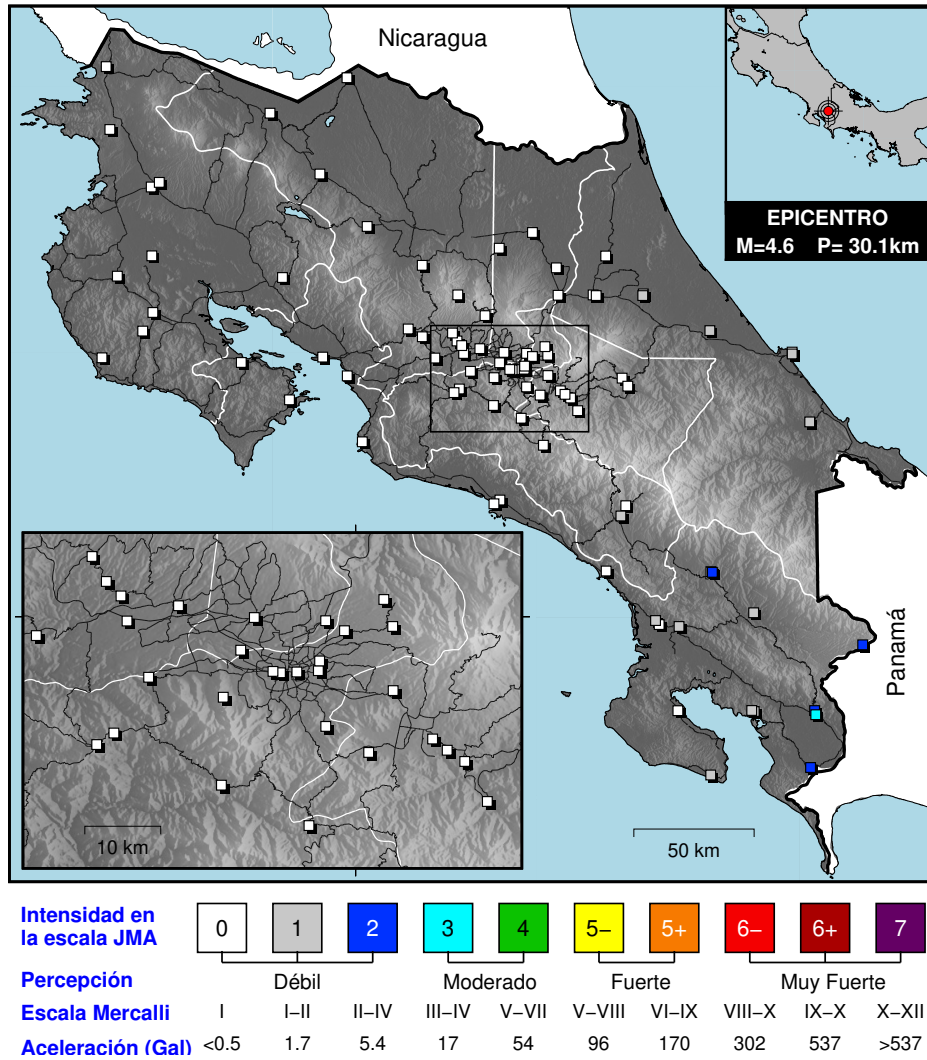 Nicaragua
EPICENTRO
M=4.6 P= 30.1km
Panamá
10 km
50 km
Intensidad en
la escala JMA
0 1 2 3 4 5− 5+ 6− 6+ 7
Percepción Débil Moderado Fuerte Muy Fuerte
Escala Mercalli I I−II II−IV III−IV V−VII V−VIII VI−IX VIII−X IX−X X−XII
Aceleración (Gal) <0.5 1.7 5.4 17 54 96 170 302 537 >537